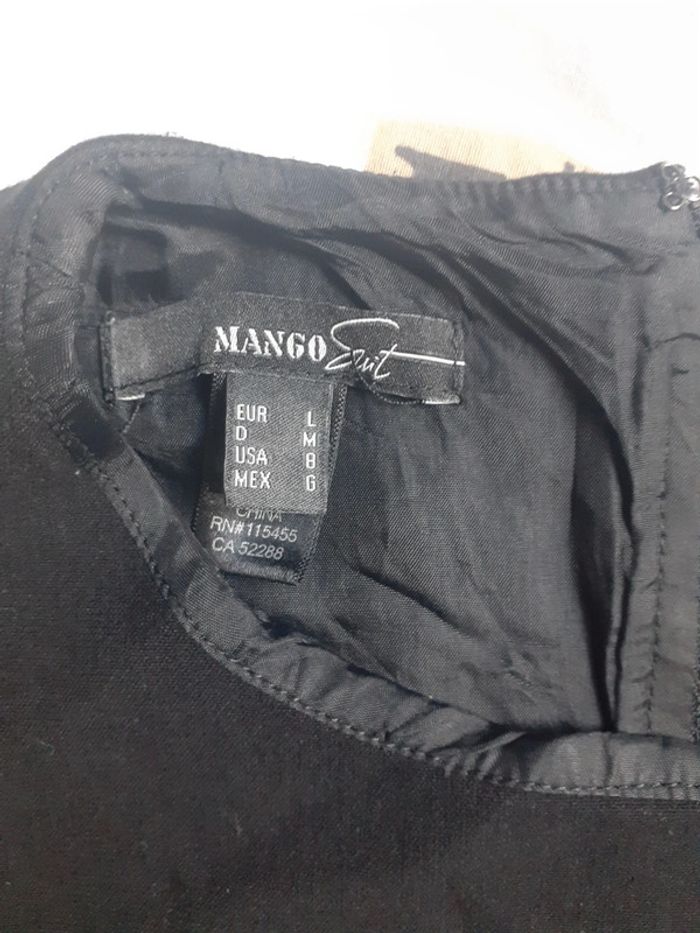 MANGO Suit
EUR L
D M
USA 8
MEX G
CHINA
RN#115455
CA 52288